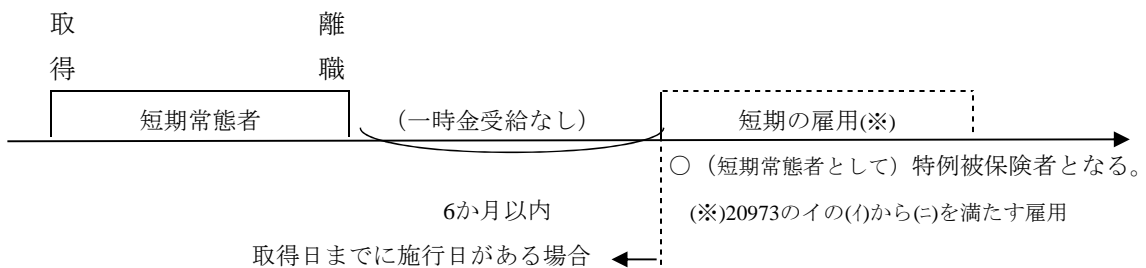 取得
離職
短期常態者
(一時金受給なし)
短期の雇用(※)
○(短期常態者として)特例被保険者となる。
6か月以内
(※)20973のイの(イ)から(ニ)を満たす雇用
取得日までに施行日がある場合